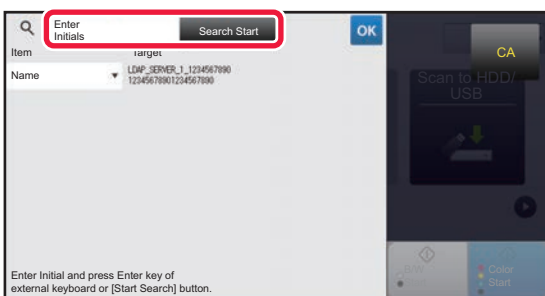 Enter
Initials
Search Start
OK
CA
Item
Target
Name
LDAP_SERVER_1_1234567890
12345678901234567890
Scan to HDD/
USB
B/W
Start
Color
Start
Enter Initial and press Enter key of
external keyboard or [Start Search] button.